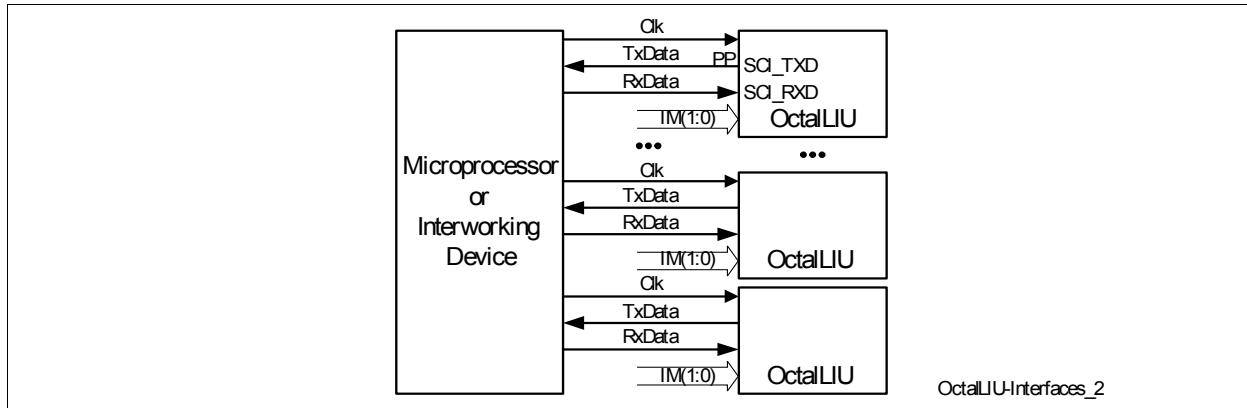 Clk
TxData
PP
SCI_TXD
RxData
SCI_RXD
IM(1:0)
OctalLIU
•••
•••
Microprocessor
or
Interworking
Device
Clk
TxData
RxData
IM(1:0)
OctalLIU
Clk
TxData
RxData
IM(1:0)
OctalLIU
OctalLIU-Interfaces_2